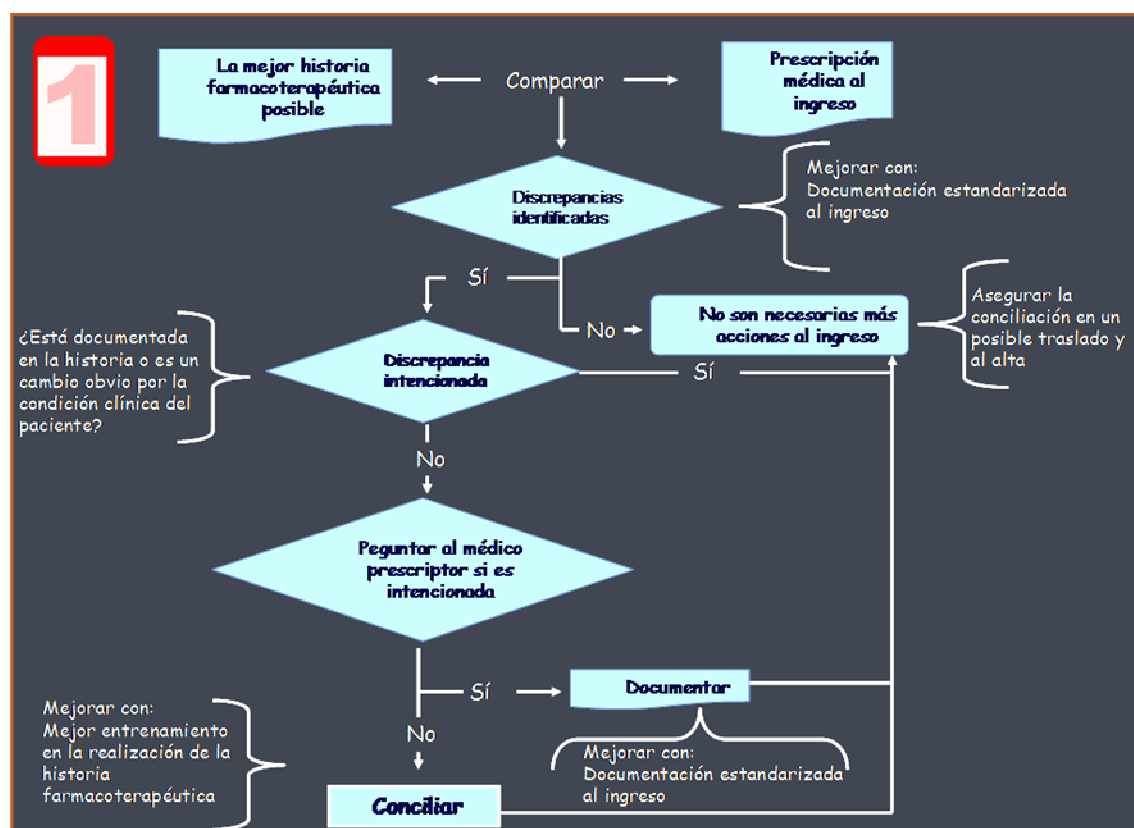 1
La mejor historia
farmacoterapéutica
posible
Comparar
Prescripción
médica al
ingreso
Discrepancias
identificadas
Mejorar con:
Documentación estandarizada
al ingreso
Sí
No
No son necesarias más
acciones al ingreso
Asegurar la
conciliación en un
posible traslado y
al alta
¿Está documentada
en la historia o es un
cambio obvio por la
condición clínica del
paciente?
Discrepancia
intencionada
Sí
No
Peguntar al médico
prescriptor si es
intencionada
Sí
Documentar
No
Mejorar con:
Mejor entrenamiento
en la realización de la
historia
farmacoterapéutica
Mejorar con:
Documentación estandarizada
al ingreso
Conciliar